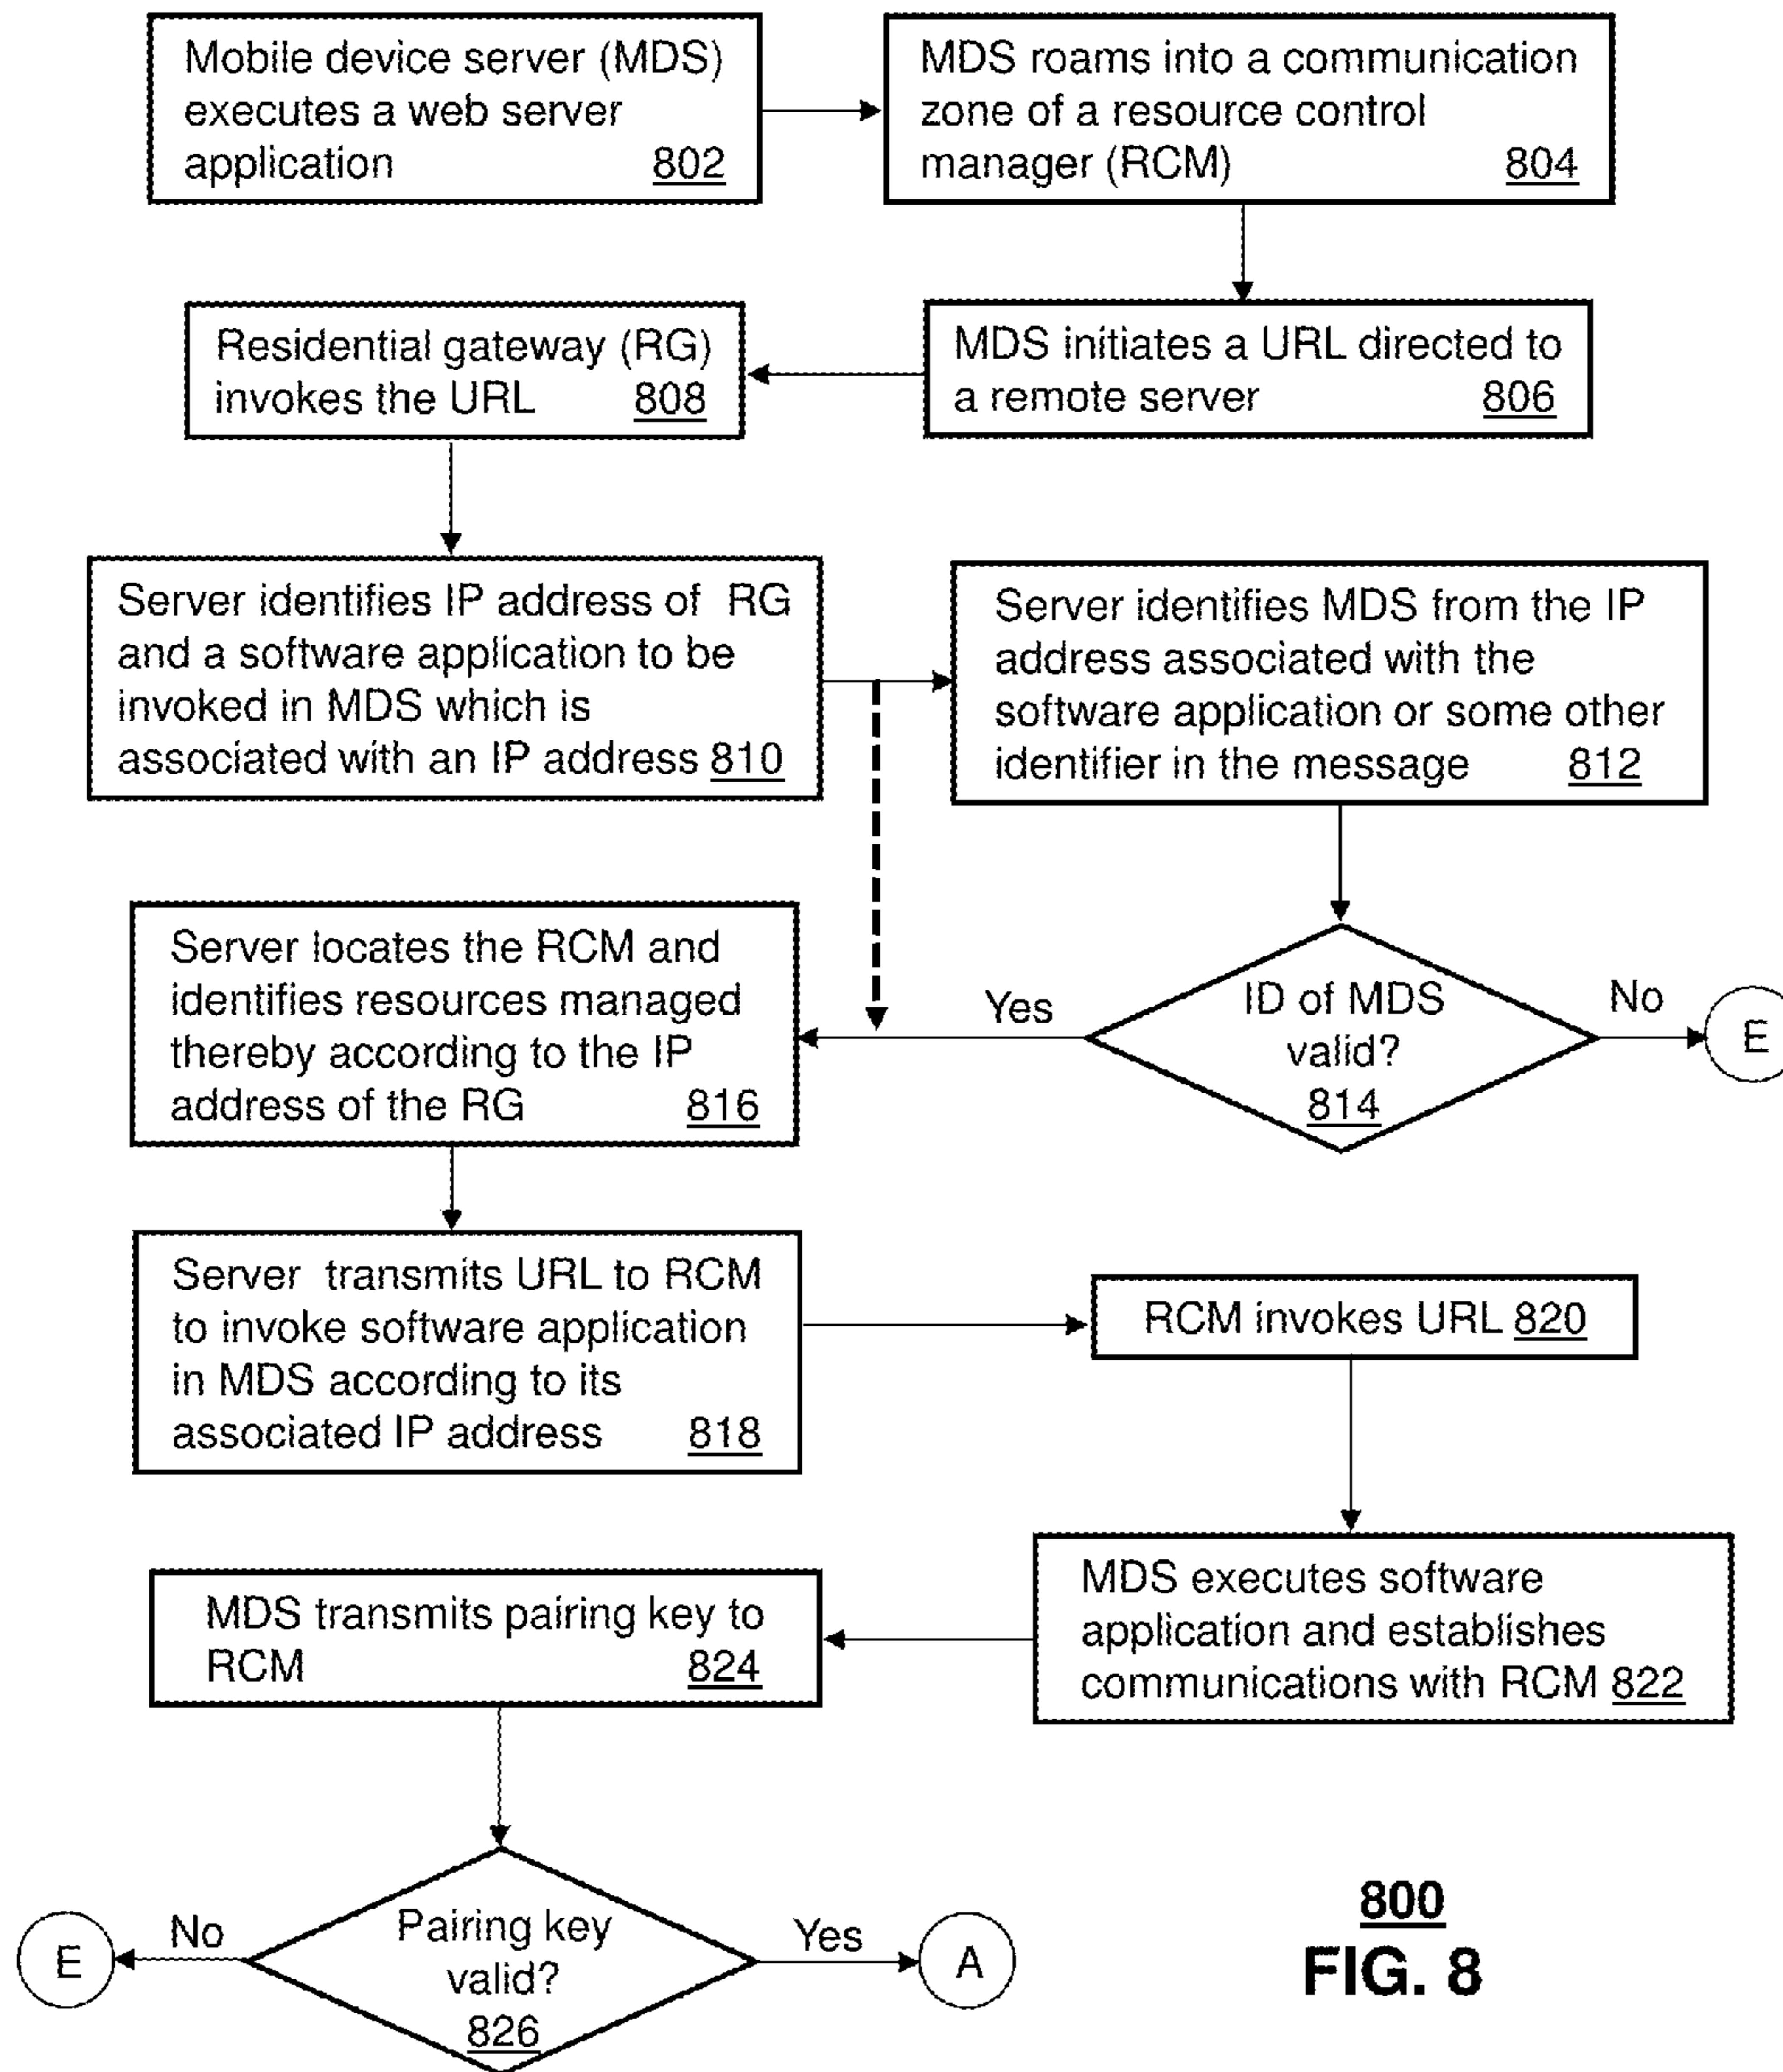 Mobile device server (MDS)
executes a web server
application 802
MDS roams into a communication
zone of a resource control
manager (RCM) 804
MDS initiates a URL directed to
a remote server 806
Residential gateway (RG)
invokes the URL 808
Server identifies IP address of RG
and a software application to be
invoked in MDS which is
associated with an IP address 810
Server identifies MDS from the IP
address associated with the
software application or some other
identifier in the message 812
ID of MDS
valid?
814
Yes
No
E
Server locates the RCM and
identifies resources managed
thereby according to the IP
address of the RG 816
Server transmits URL to RCM
to invoke software application
in MDS according to its
associated IP address 818
RCM invokes URL 820
MDS executes software
application and establishes
communications with RCM 822
MDS transmits pairing key to
RCM 824
Pairing key
valid?
826
No
E
Yes
A
800
FIG. 8